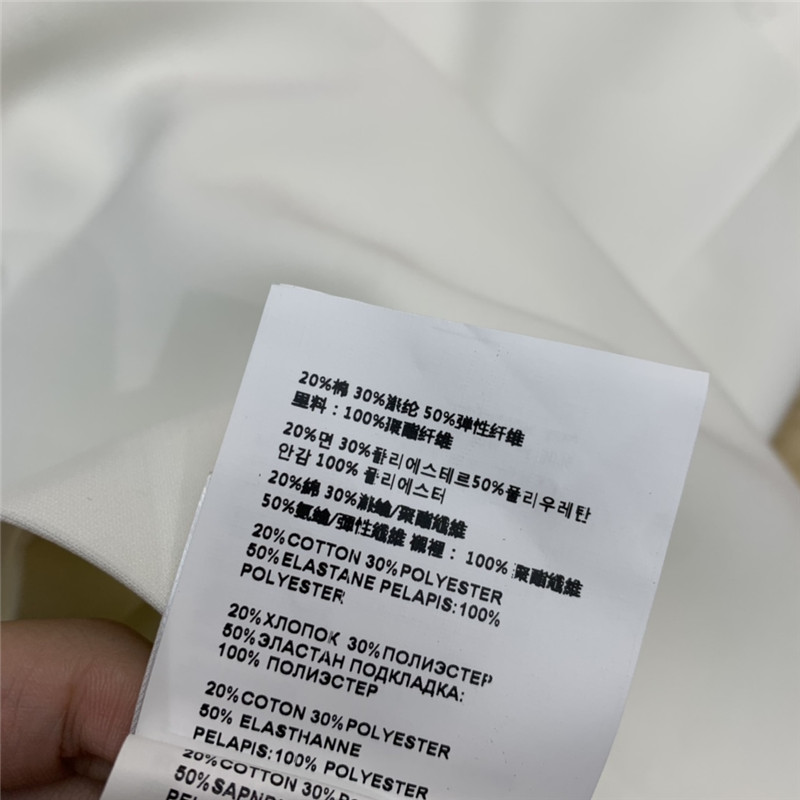 20%棉 30%涤纶 50%弹性纤维
里料：100%聚酯纤维
20%면 30%폴리에스테르50%폴리우레탄
안감 100% 폴리에스터
20%綿 30%滌綸/聚酯纖維
50%氨綸/弹性纖維 襯裡： 100% 聚酯纖維
20%COTTON 30%POLYESTER
50%ELASTANE PELAPIS:100%
POLYESTER
20%ХЛОПОК 30%ПОЛИЭСТЕР
50%ЭЛАСТАН ПОДКЛАДКА:
100% ПОЛИЭСТЕР
20%COTON 30%POLYESTER
50% ELASTHANNE
PELAPIS:100% POLYESTER
20%COTTON 30%POLYESTER